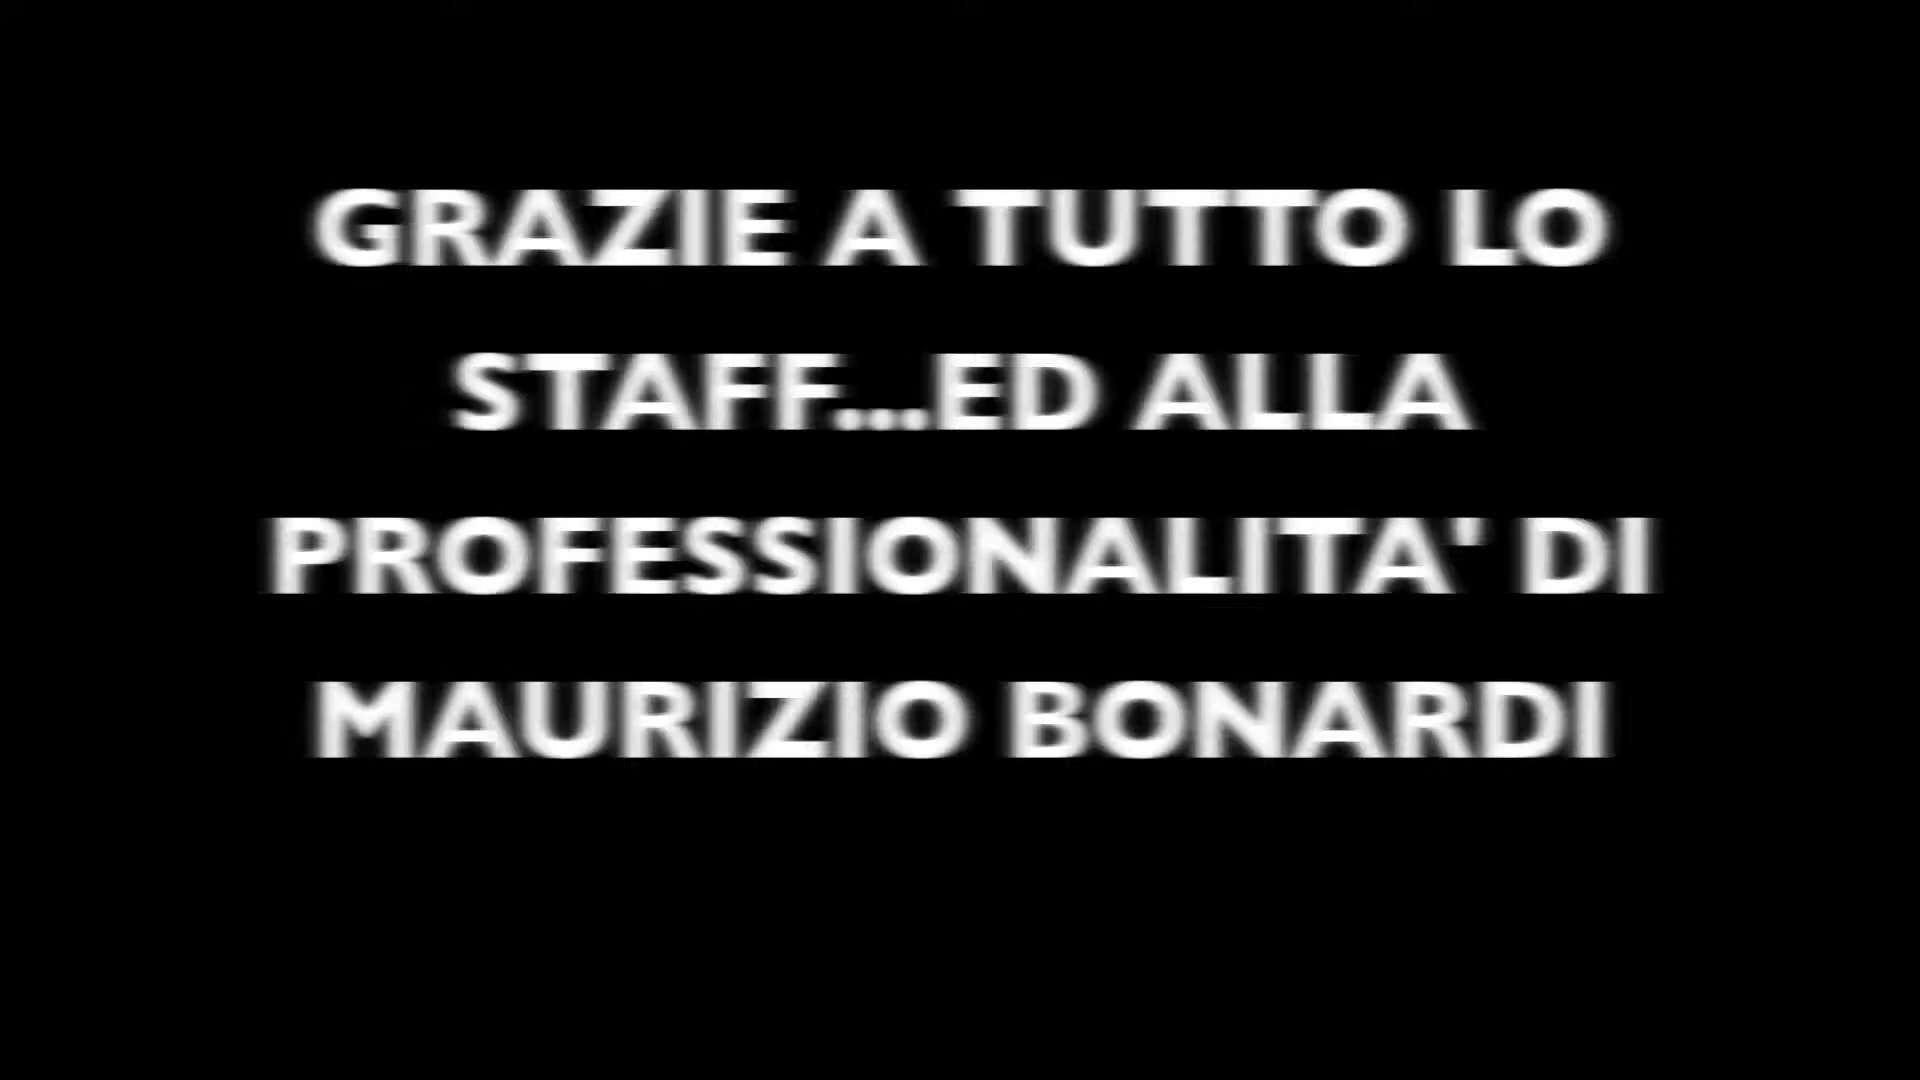 GRAZIE A TUTTO LO
STAFF...ED ALLA
PROFESSIONALITA' DI
MAURIZIO BONARDI